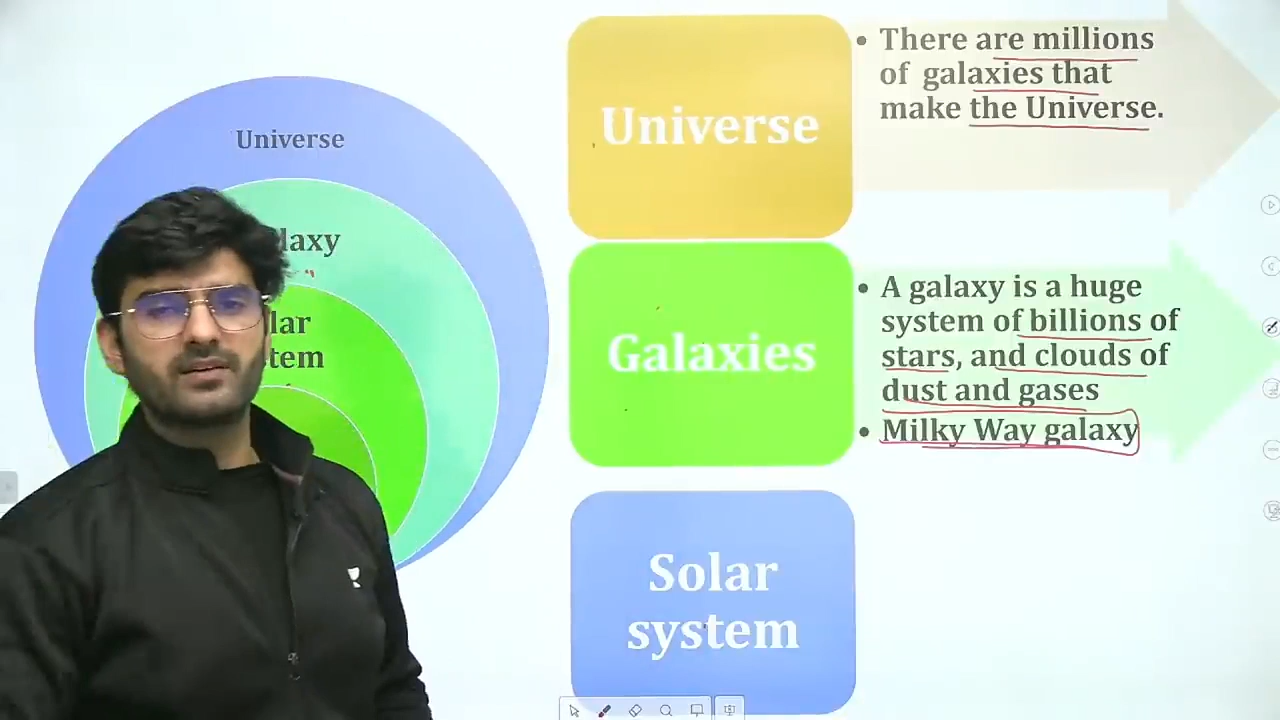 Universe
laxy
lar
tem
Universe
• There are millions
of galaxies that
make the Universe.
Galaxies
• A galaxy is a huge
system of billions of
stars, and clouds of
dust and gases
• Milky Way galaxy
Solar
system